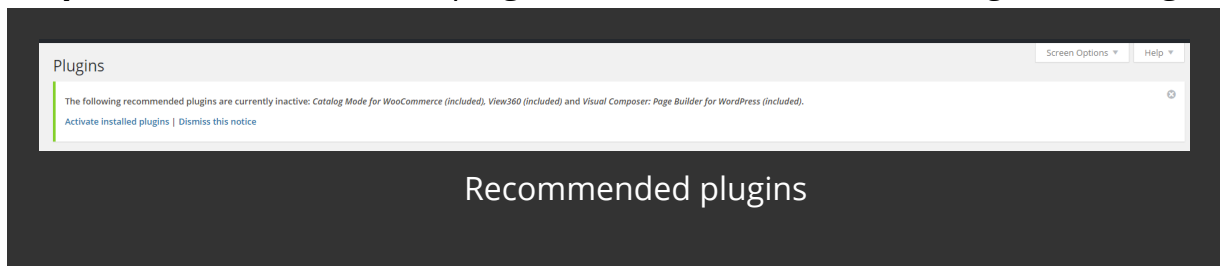 Screen Options ▼ Help ▼
Plugins
The following recommended plugins are currently inactive: Catalog Mode for WooCommerce (included), View360 (included) and Visual Composer: Page Builder for WordPress (included).
Activate installed plugins | Dismiss this notice
Recommended plugins